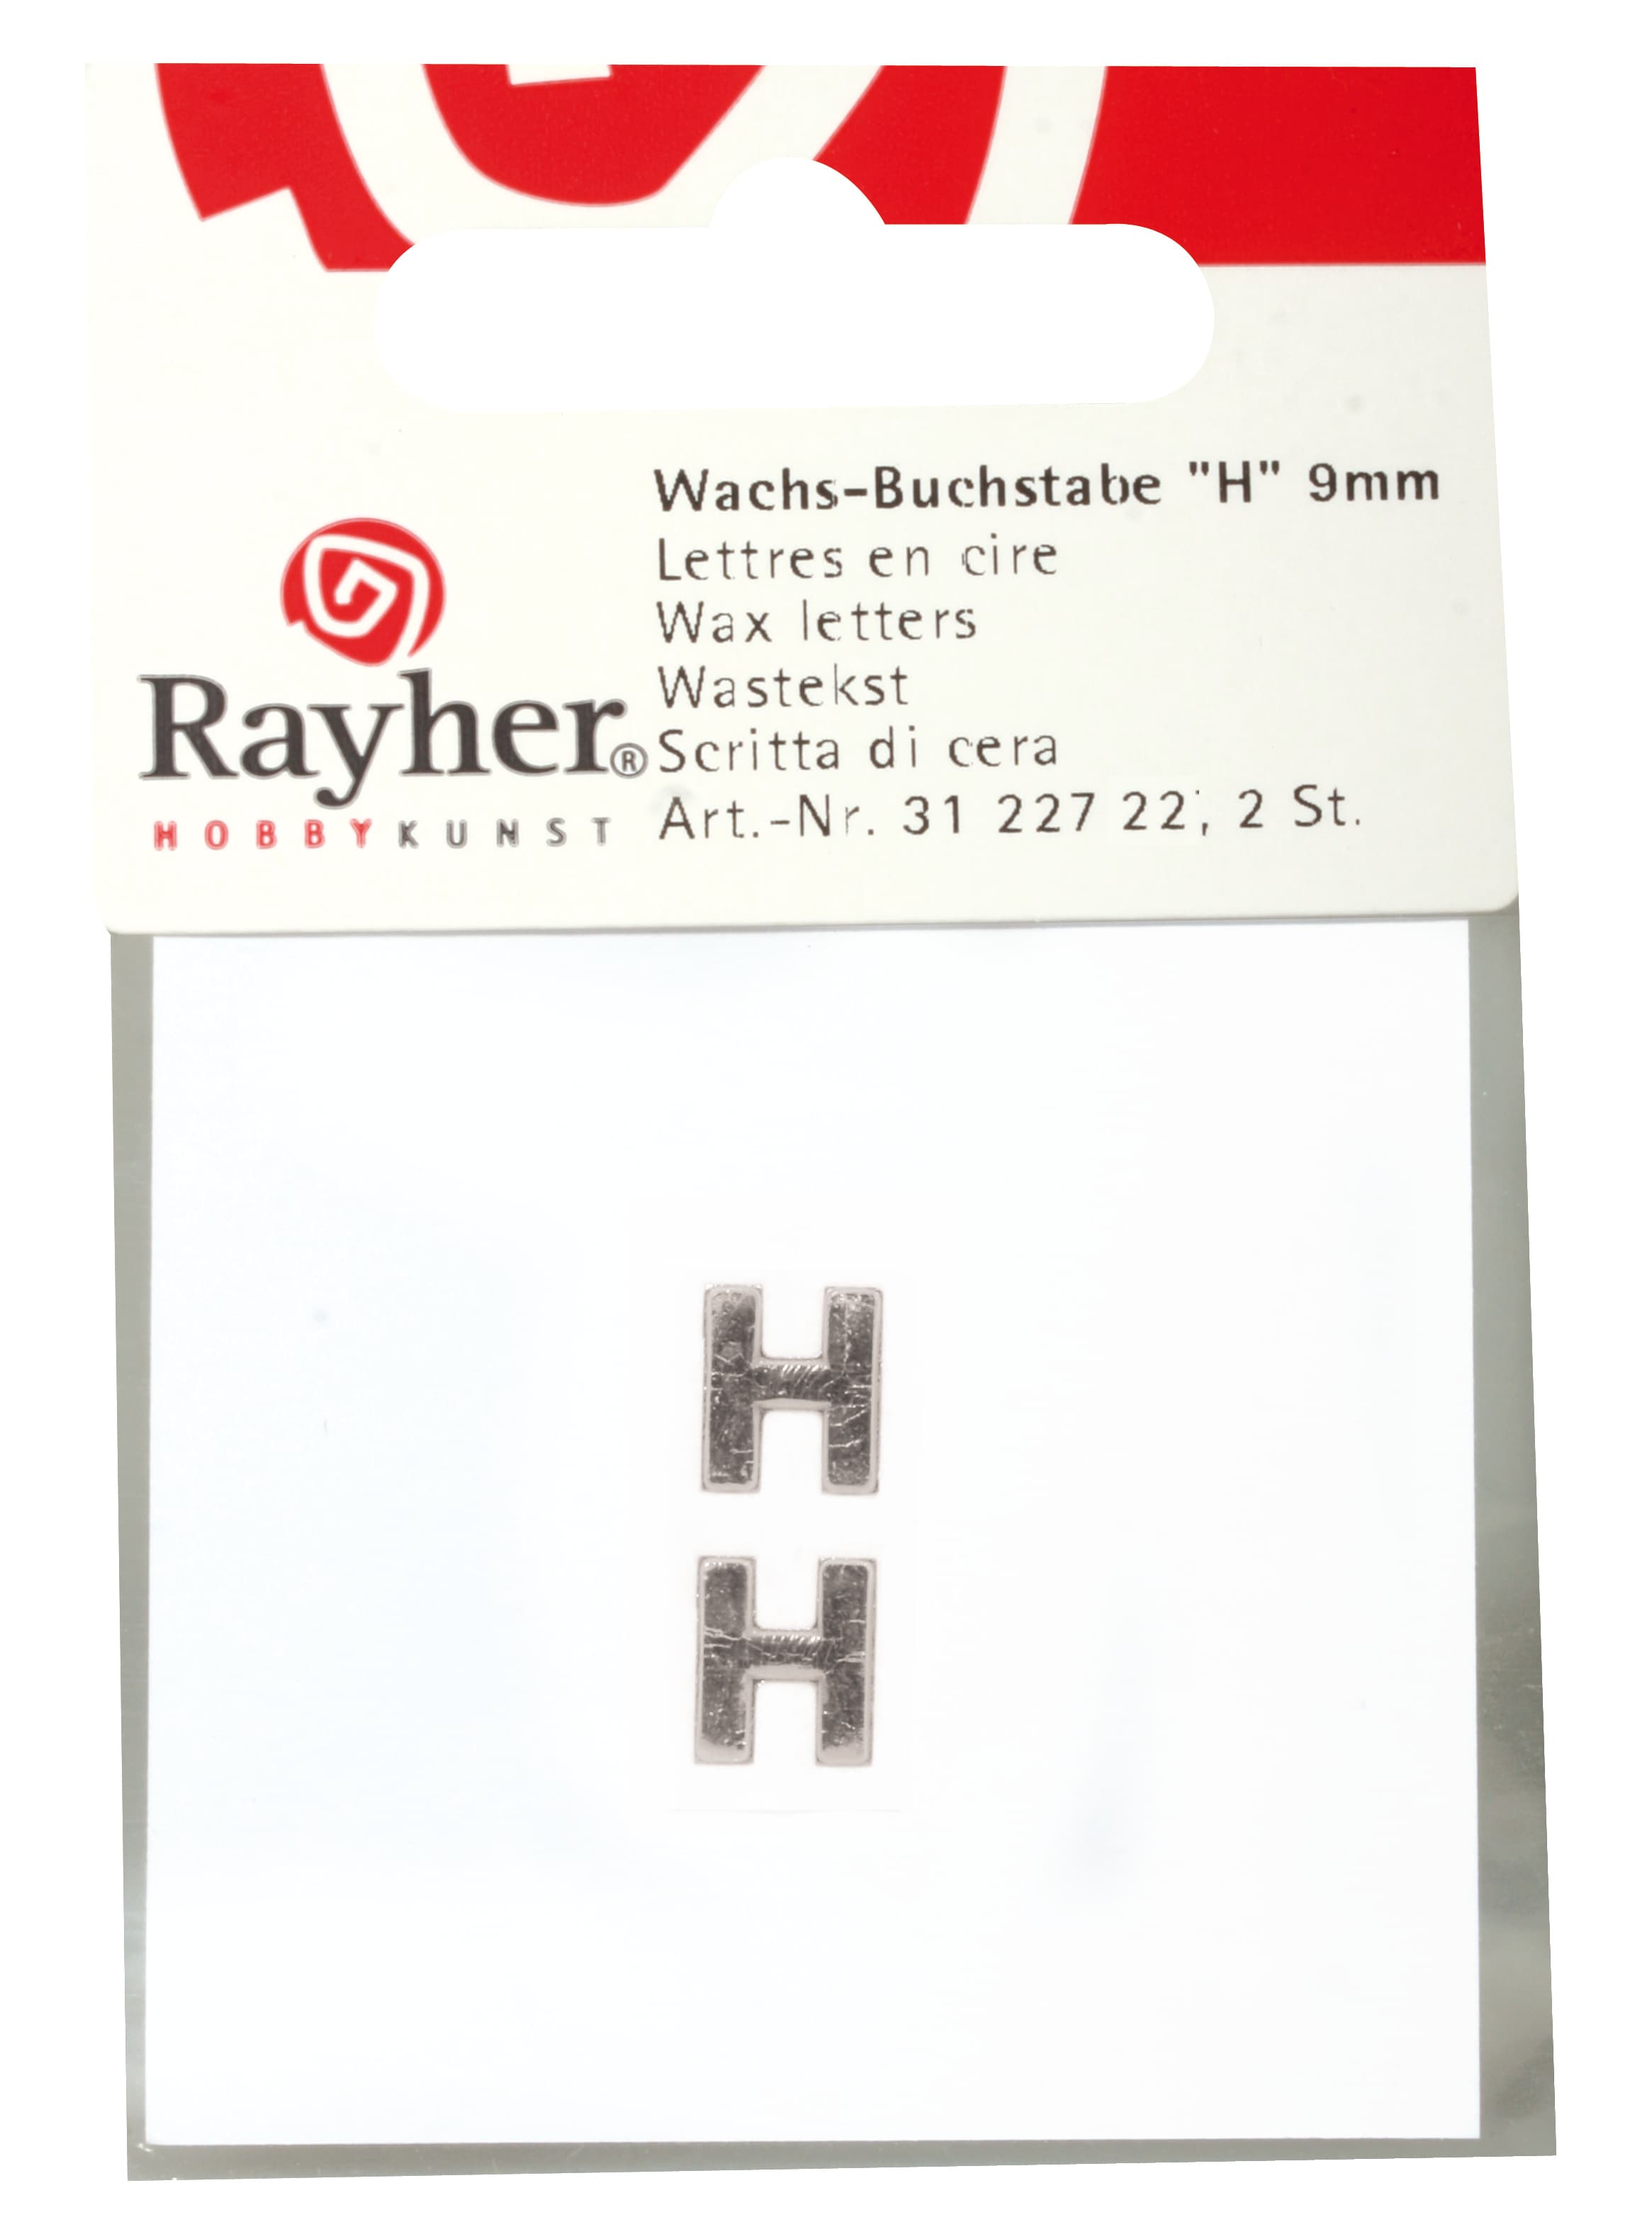 Wachs-Buchstabe "H" 9mm
Lettres en cire
Wax letters
Wastekst
Scritta di cera
Art.-Nr. 31 227 22, 2 St.
Rayher®
HOBBYKUNST
H
H